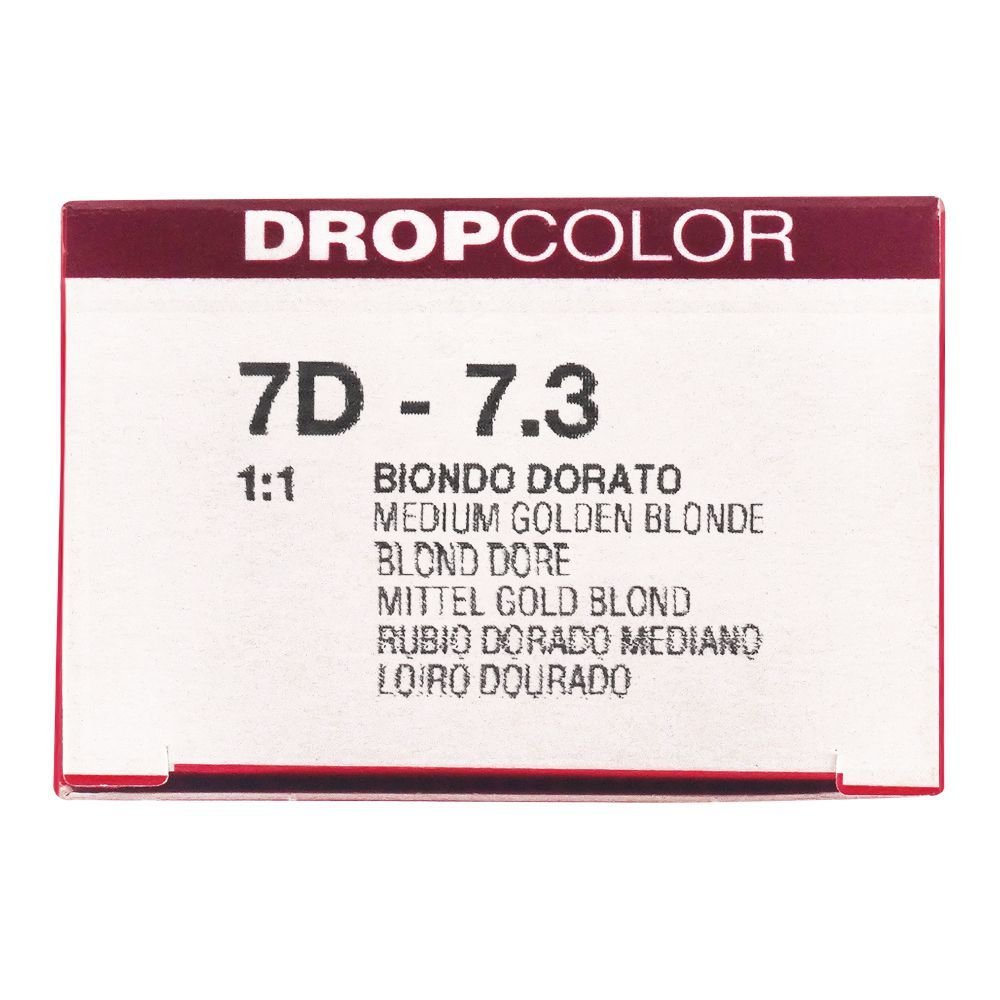 DROPCOLOR
7D - 7.3
1:1 BIONDO DORATO
MEDIUM GOLDEN BLONDE
BLOND DORE
MITTEL GOLD BLOND
RUBIO DORADO MEDIANO
LOIRO DOURADO